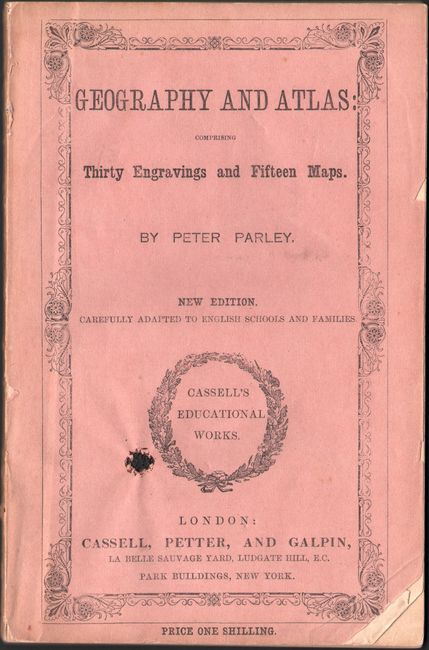 GEOGRAPHY AND ATLAS:
COMPRISING
Thirty Engravings and Fifteen Maps.
BY PETER PARLEY.
NEW EDITION,
CAREFULLY ADAPTED TO ENGLISH SCHOOLS AND FAMILIES
CASSELL'S
EDUCATIONAL
WORKS.
LONDON:
CASSELL, PETTER, AND GALPIN,
LA BELLE SAUVAGE YARD, LUDGATE HILL, E.C.
PARK BUILDINGS, NEW YORK.
PRICE ONE SHILLING.